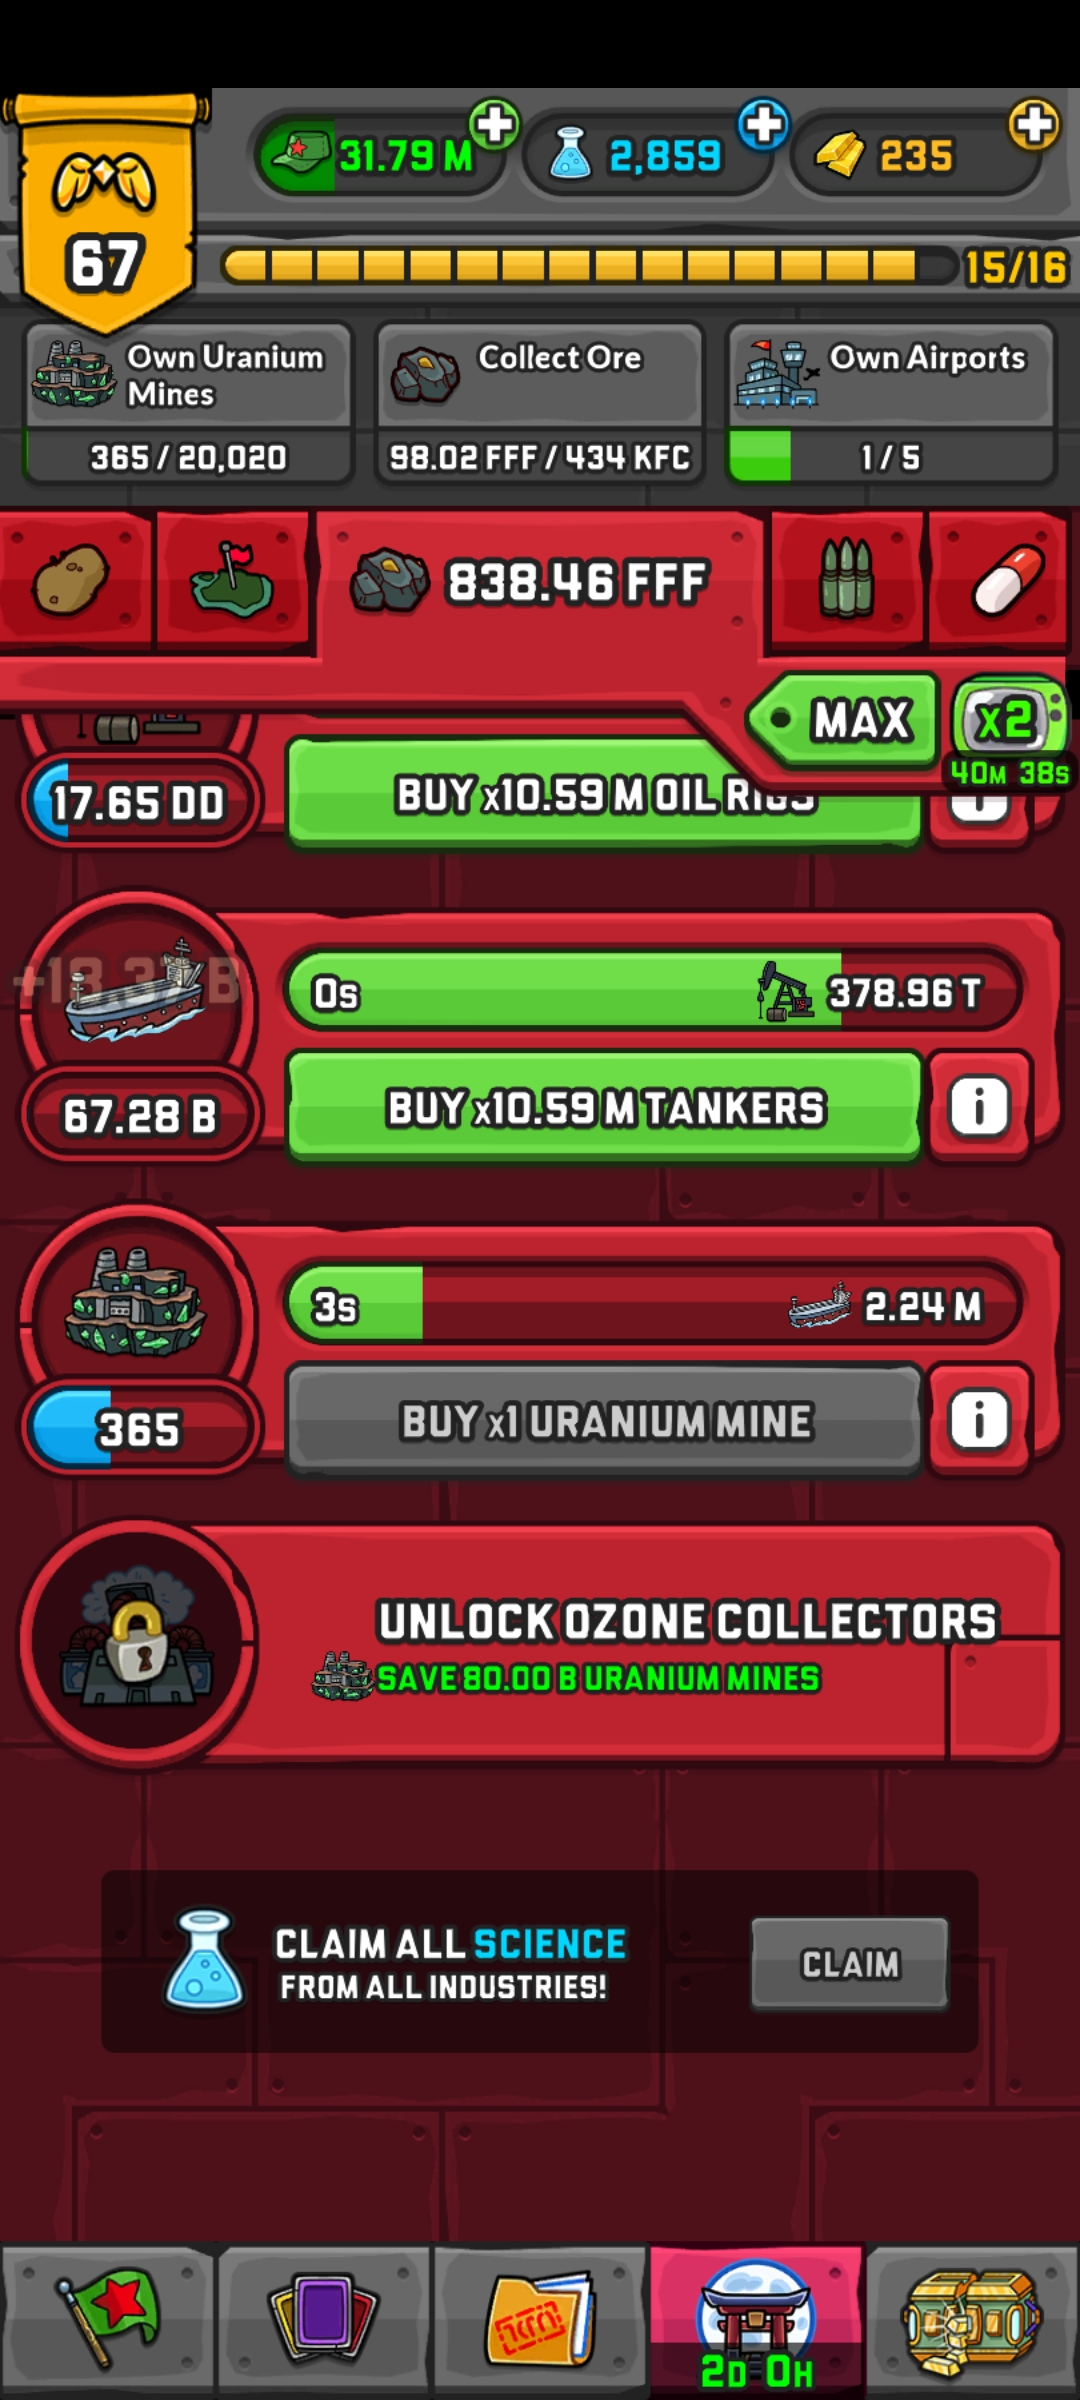 31.79 M
2,859
235
67
15/16
Own Uranium
Mines
365 / 20,020
Collect Ore
98.02 FFF / 434 KFC
Own Airports
1 / 5
838.46 FFF
MAX
x2
40M 38S
17.65 DD
BUY x10.59 M OIL RIGS
+18.37 B
0s
378.96 T
67.28 B
BUY x10.59 M TANKERS
i
3s
2.24 M
365
BUY x1 URANIUM MINE
i
UNLOCK OZONE COLLECTORS
SAVE 80.00 B URANIUM MINES
CLAIM ALL SCIENCE
FROM ALL INDUSTRIES!
CLAIM
2D 0H